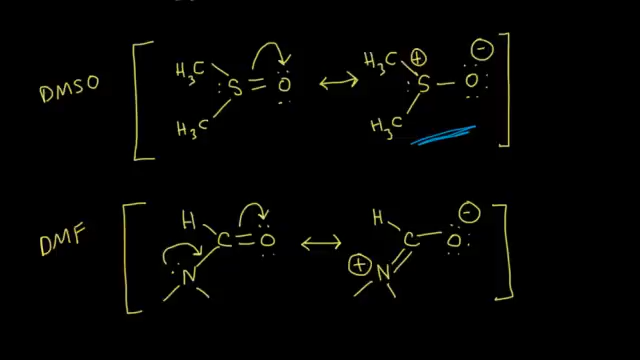 DMSO [ H₃C :S=O ↔ H₃C ⊕ :S–O ⊖ ]
H₃C H₃C
DMF [ H C=O ↔ H C–O ⊖ ]
N ⊕ N